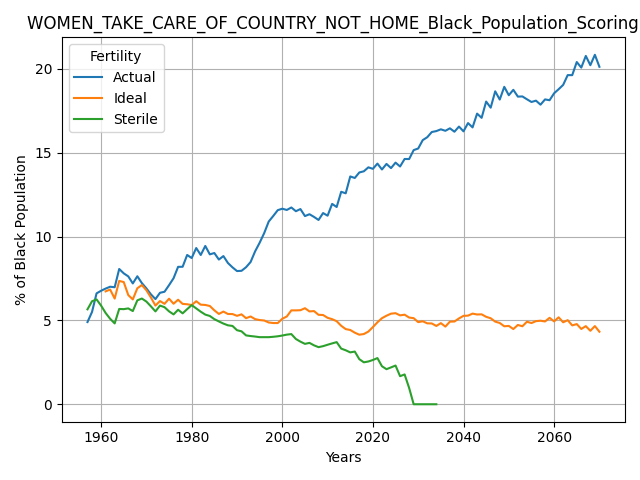 WOMEN_TAKE_CARE_OF_COUNTRY_NOT_HOME_Black_Population_Scoring
Fertility
Actual
Ideal
Sterile
% of Black Population
20
15
10
5
0
1960 1980 2000 2020 2040 2060
Years